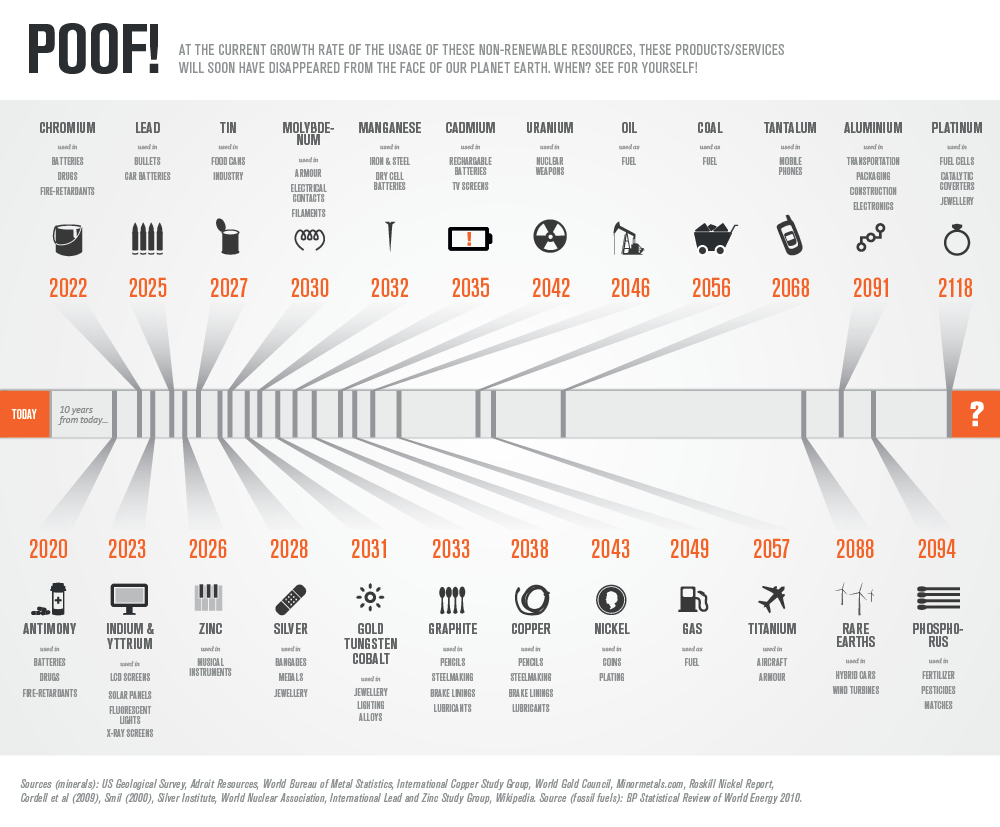 POOF!
AT THE CURRENT GROWTH RATE OF THE USAGE OF THESE NON-RENEWABLE RESOURCES, THESE PRODUCTS/SERVICES
WILL SOON HAVE DISAPPEARED FROM THE FACE OF OUR PLANET EARTH. WHEN? SEE FOR YOURSELF!
CHROMIUM
used in
BATTERIES
DRUGS
FIRE-RETARDANTS
2022
LEAD
used in
BULLETS
CAR BATTERIES
2025
TIN
used in
FOOD CANS
INDUSTRY
2027
MOLYBDE-
NUM
used in
ARMOUR
ELECTRICAL
CONTACTS
FILAMENTS
2030
MANGANESE
used in
IRON & STEEL
DRY CELL
BATTERIES
2032
CADMIUM
used in
RECHARGABLE
BATTERIES
TV SCREENS
!
2035
URANIUM
used in
NUCLEAR
WEAPONS
2042
OIL
used as
FUEL
2046
COAL
used as
FUEL
2056
TANTALUM
used in
MOBILE
PHONES
2068
ALUMINIUM
used in
TRANSPORTATION
PACKAGING
CONSTRUCTION
ELECTRONICS
2091
PLATINUM
used in
FUEL CELLS
CATALYTIC
COVERTERS
JEWELLERY
2118
TODAY
10 years
from today...
?
2020
ANTIMONY
used in
BATTERIES
DRUGS
FIRE-RETARDANTS
2023
INDIUM &
YTTRIUM
used in
LCD SCREENS
SOLAR PANELS
FLUORESCENT
LIGHTS
X-RAY SCREENS
2026
ZINC
used in
MUSICAL
INSTRUMENTS
2028
SILVER
used in
BANGADES
MEDALS
JEWELLERY
2031
GOLD
TUNGSTEN
COBALT
used in
JEWELLERY
LIGHTING
ALLOYS
2033
GRAPHITE
used in
PENCILS
STEELMAKING
BRAKE LININGS
LUBRICANTS
2038
COPPER
used in
PENCILS
STEELMAKING
BRAKE LININGS
LUBRICANTS
2043
NICKEL
used in
COINS
PLATING
2049
GAS
used as
FUEL
2057
TITANIUM
used in
AIRCRAFT
ARMOUR
2088
RARE
EARTHS
used in
HYBRID CARS
WIND TURBINES
2094
PHOSPHO-
RUS
used in
FERTILIZER
PESTICIDES
MATCHES
Sources (minerals): US Geological Survey, Adroit Resources, World Bureau of Metal Statistics, International Copper Study Group, World Gold Council, Minormetals.com, Roskill Nickel Report,
Cordell et al (2009), Smil (2000), Silver Institute, World Nuclear Association, International Lead and Zinc Study Group, Wikipedia. Source (fossil fuels): BP Statistical Review of World Energy 2010.